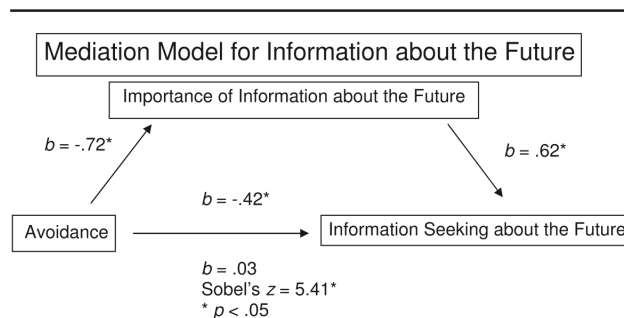 Mediation Model for Information about the Future
Importance of Information about the Future
b = -.72*
b = .62*
b = -.42*
Avoidance
Information Seeking about the Future
b = .03
Sobel's z = 5.41*
* p < .05